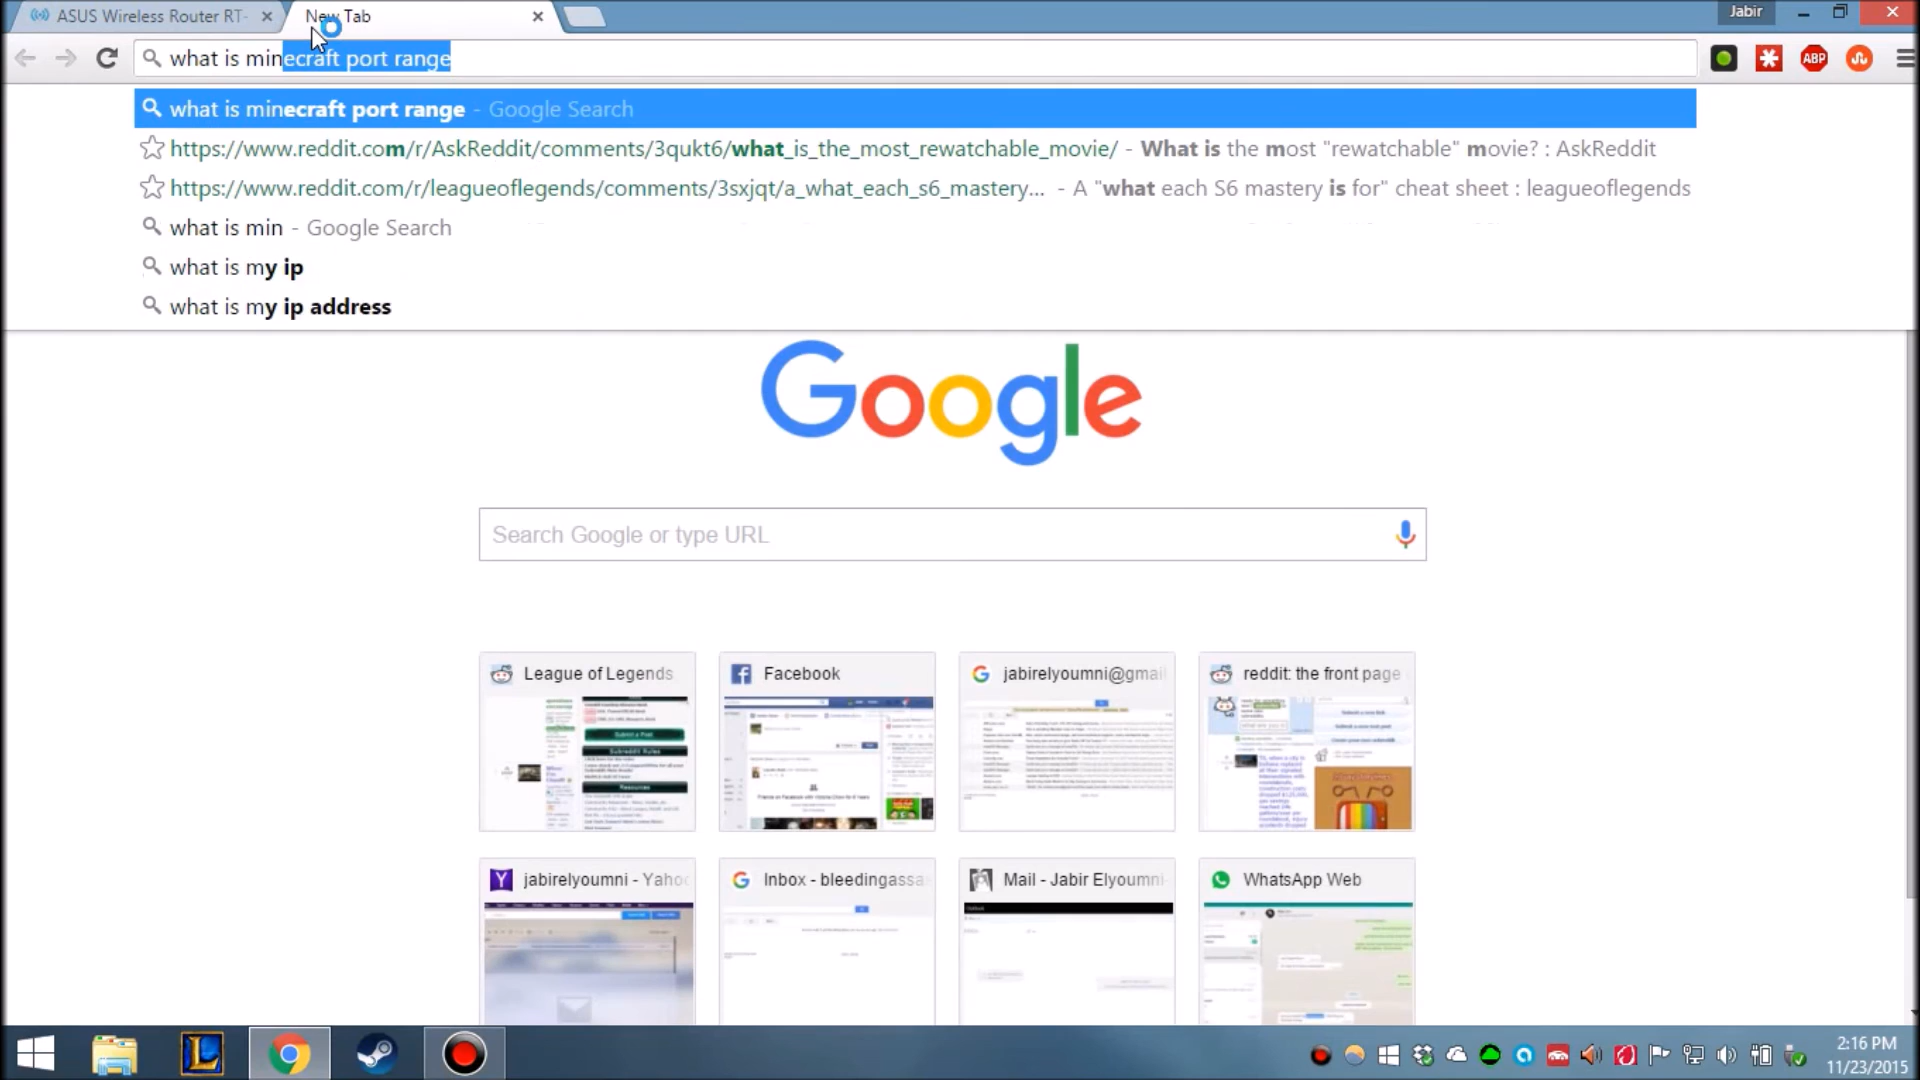 ASUS Wireless Router RT-
New Tab
Jabir
what is minecraft port range
ABP
what is minecraft port range - Google Search
https://www.reddit.com/r/AskReddit/comments/3qukt6/what_is_the_most_rewatchable_movie/ - What is the most "rewatchable" movie? : AskReddit
https://www.reddit.com/r/leagueoflegends/comments/3sxjqt/a_what_each_s6_mastery... - A "what each S6 mastery is for" cheat sheet : leagueoflegends
what is min - Google Search
what is my ip
what is my ip address
Google
Search Google or type URL
League of Legends
Facebook
jabirelyoumni@gmail
reddit: the front page
jabirelyoumni - Yahoo
Inbox - bleedingassas
Mail - Jabir Elyoumni-
WhatsApp Web
2:16 PM
11/23/2015